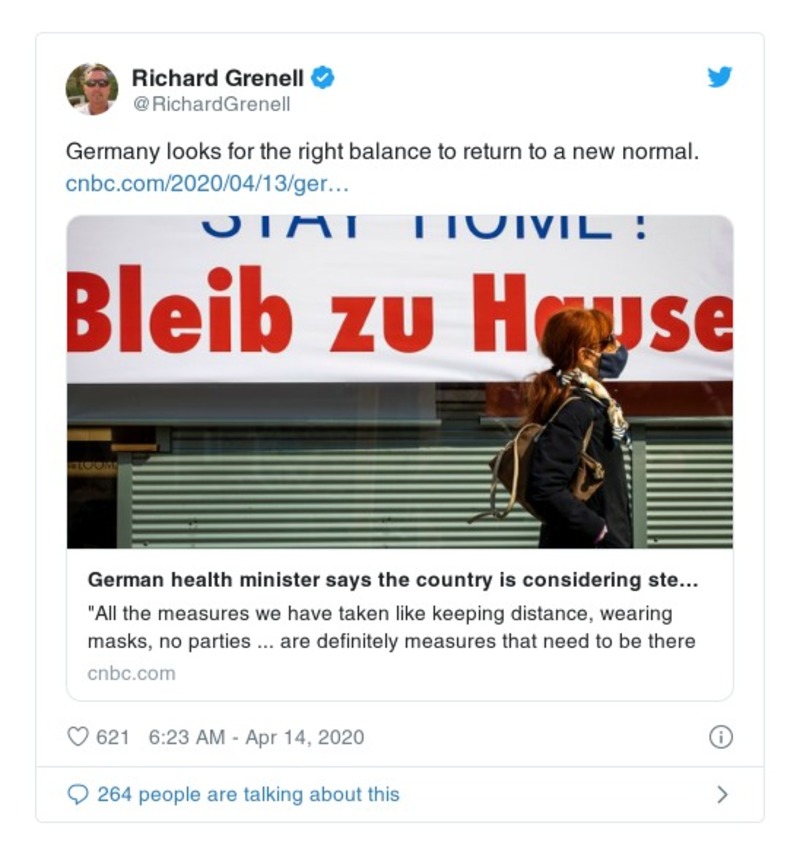 Richard Grenell
@RichardGrenell
Germany looks for the right balance to return to a new normal.
cnbc.com/2020/04/13/ger…
STAY HOME!
Bleib zu Hause
German health minister says the country is considering ste...
"All the measures we have taken like keeping distance, wearing
masks, no parties ... are definitely measures that need to be there
cnbc.com
621 6:23 AM - Apr 14, 2020
264 people are talking about this